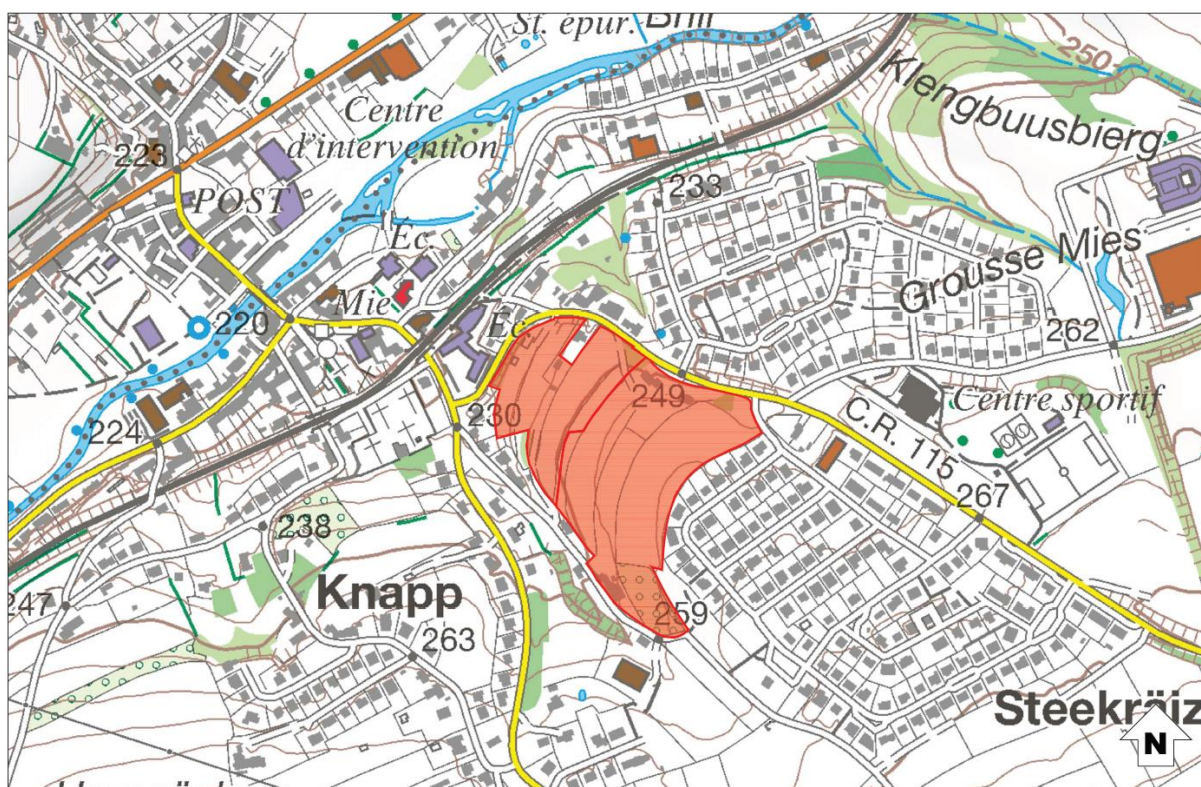 St. épur.
Brill
250
Klengbuusbierg
Centre
d'intervention
223
POST
233
Ec.
Grousse Mies
Mie
220
Ec.
262
249
Centre sportif
230
C.R. 115
224
267
238
247
Knapp
259
263
Steekräiz
N